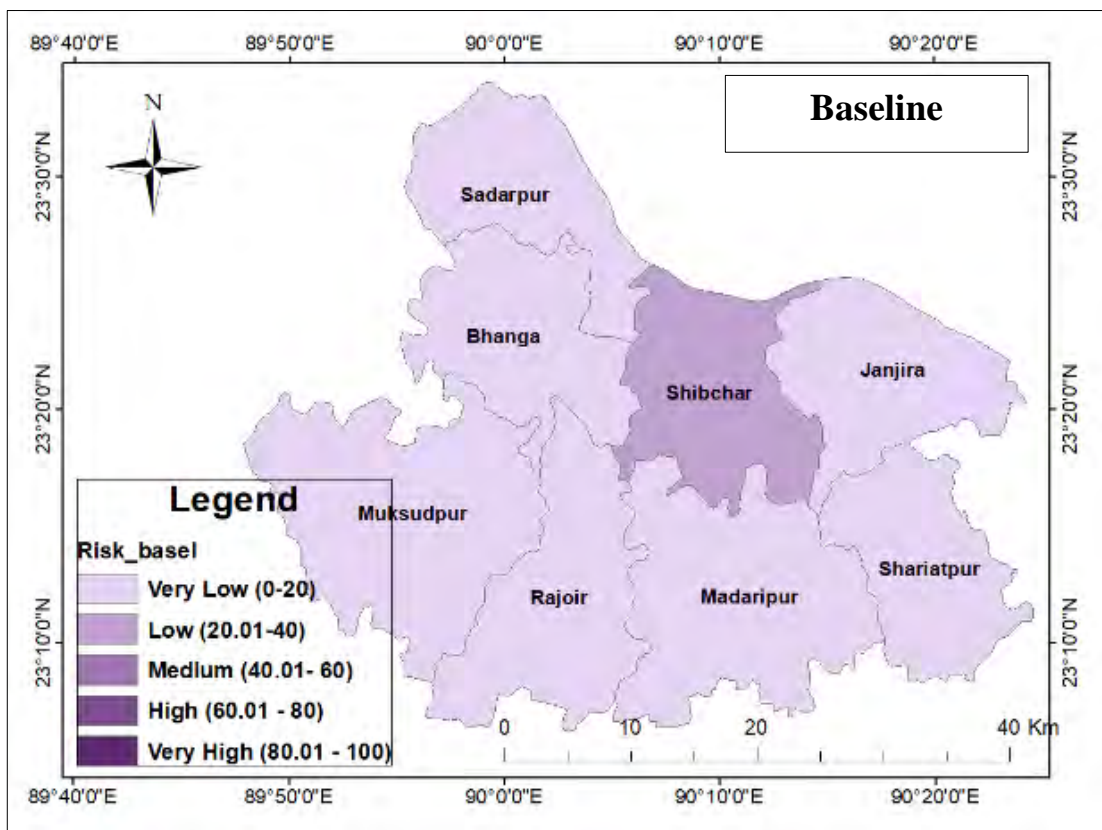 89°40'0"E 89°50'0"E 90°0'0"E 90°10'0"E 90°20'0"E
N
Baseline
23°30'0"N
23°30'0"N
Sadarpur
Bhanga
Janjira
Shibchar
23°20'0"N
23°20'0"N
Legend
Muksudpur
Risk_basel
Very Low (0-20)
Low (20.01-40)
Medlum (40.01- 60)
High (60.01 - 80)
Very High (80.01 - 100)
Shariatpur
Rajoir
Madaripur
23°10'0"N
23°10'0"N
0 10 20 40 Km
89°40'0"E 89°50'0"E 90°0'0"E 90°10'0"E 90°20'0"E